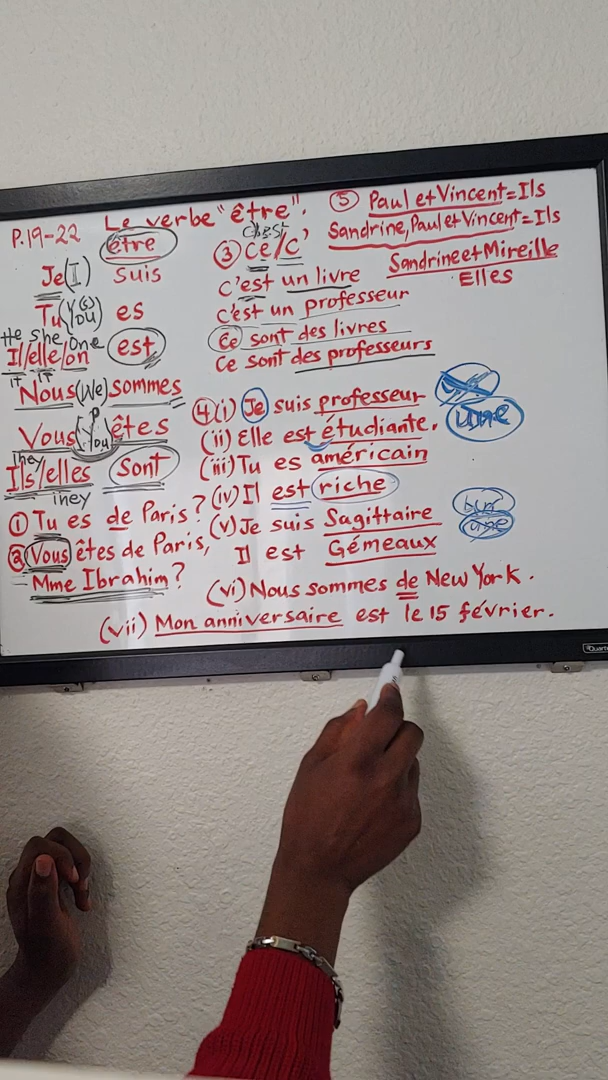 Le verbe "être".
P.19-22
être
Je (I) suis
Tu (You (s)) es
He She One
Il/elle/on est
it it
Nous (We) sommes
Vous (You P) êtes
They
Ils/elles sont
They
① Tu es de Paris?
② Vous êtes de Paris,
Mme Ibrahim?
③ Ce/C'
C'est un livre
C'est un professeur
Ce sont des livres
Ce sont des professeurs
④ (i) Je suis professeur
(ii) Elle est étudiante.
une
(iii) Tu es américain
(iv) Il est riche
(v) Je suis Sagittaire
une
Il est Gémeaux
(vi) Nous sommes de New York.
(vii) Mon anniversaire est le 15 février.
⑤ Paul et Vincent = Ils
Sandrine, Paul et Vincent = Ils
Sandrine et Mireille
Elles
Quart